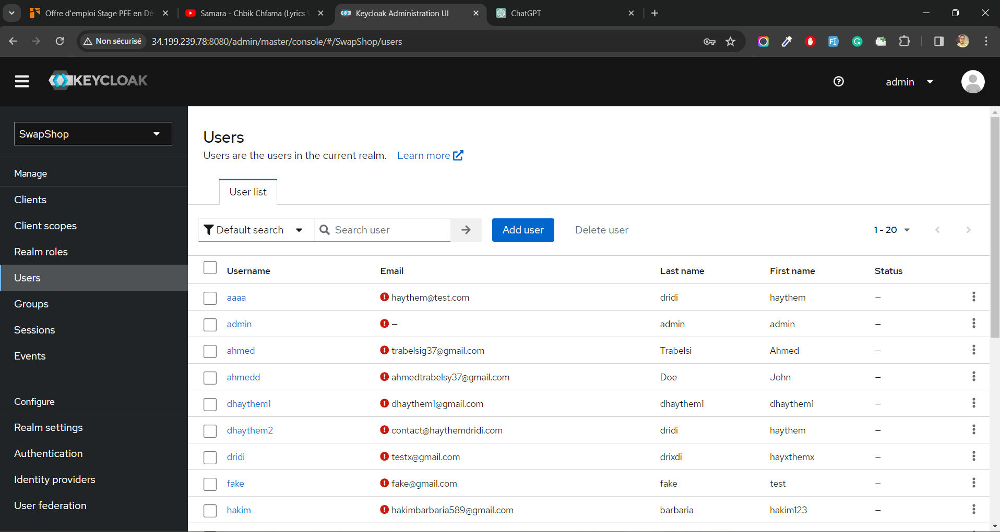 Offre d'emploi Stage PFE en Dé
Samara - Chbik Chfama (Lyrics
Keycloak Administration UI
ChatGPT
Non sécurisé
34.199.239.78:8080/admin/master/console/#/SwapShop/users
KEYCLOAK
admin
SwapShop
Manage
Clients
Client scopes
Realm roles
Users
Groups
Sessions
Events
Configure
Realm settings
Authentication
Identity providers
User federation
Users
Users are the users in the current realm. Learn more
User list
Default search Search user Add user Delete user 1 - 20
Username Email Last name First name Status
aaaa haythem@test.com dridi haythem –
admin – admin admin –
ahmed trabelsig37@gmail.com Trabelsi Ahmed –
ahmedd ahmedtrabelsy37@gmail.com Doe John –
dhaythem1 dhaythem1@gmail.com dhaythem1 dhaythem1 –
dhaythem2 contact@haythemdridi.com dridi haythem –
dridi testx@gmail.com drixdi hayxthemx –
fake fake@gmail.com fake test –
hakim hakimbarbaria589@gmail.com barbaria hakim123 –